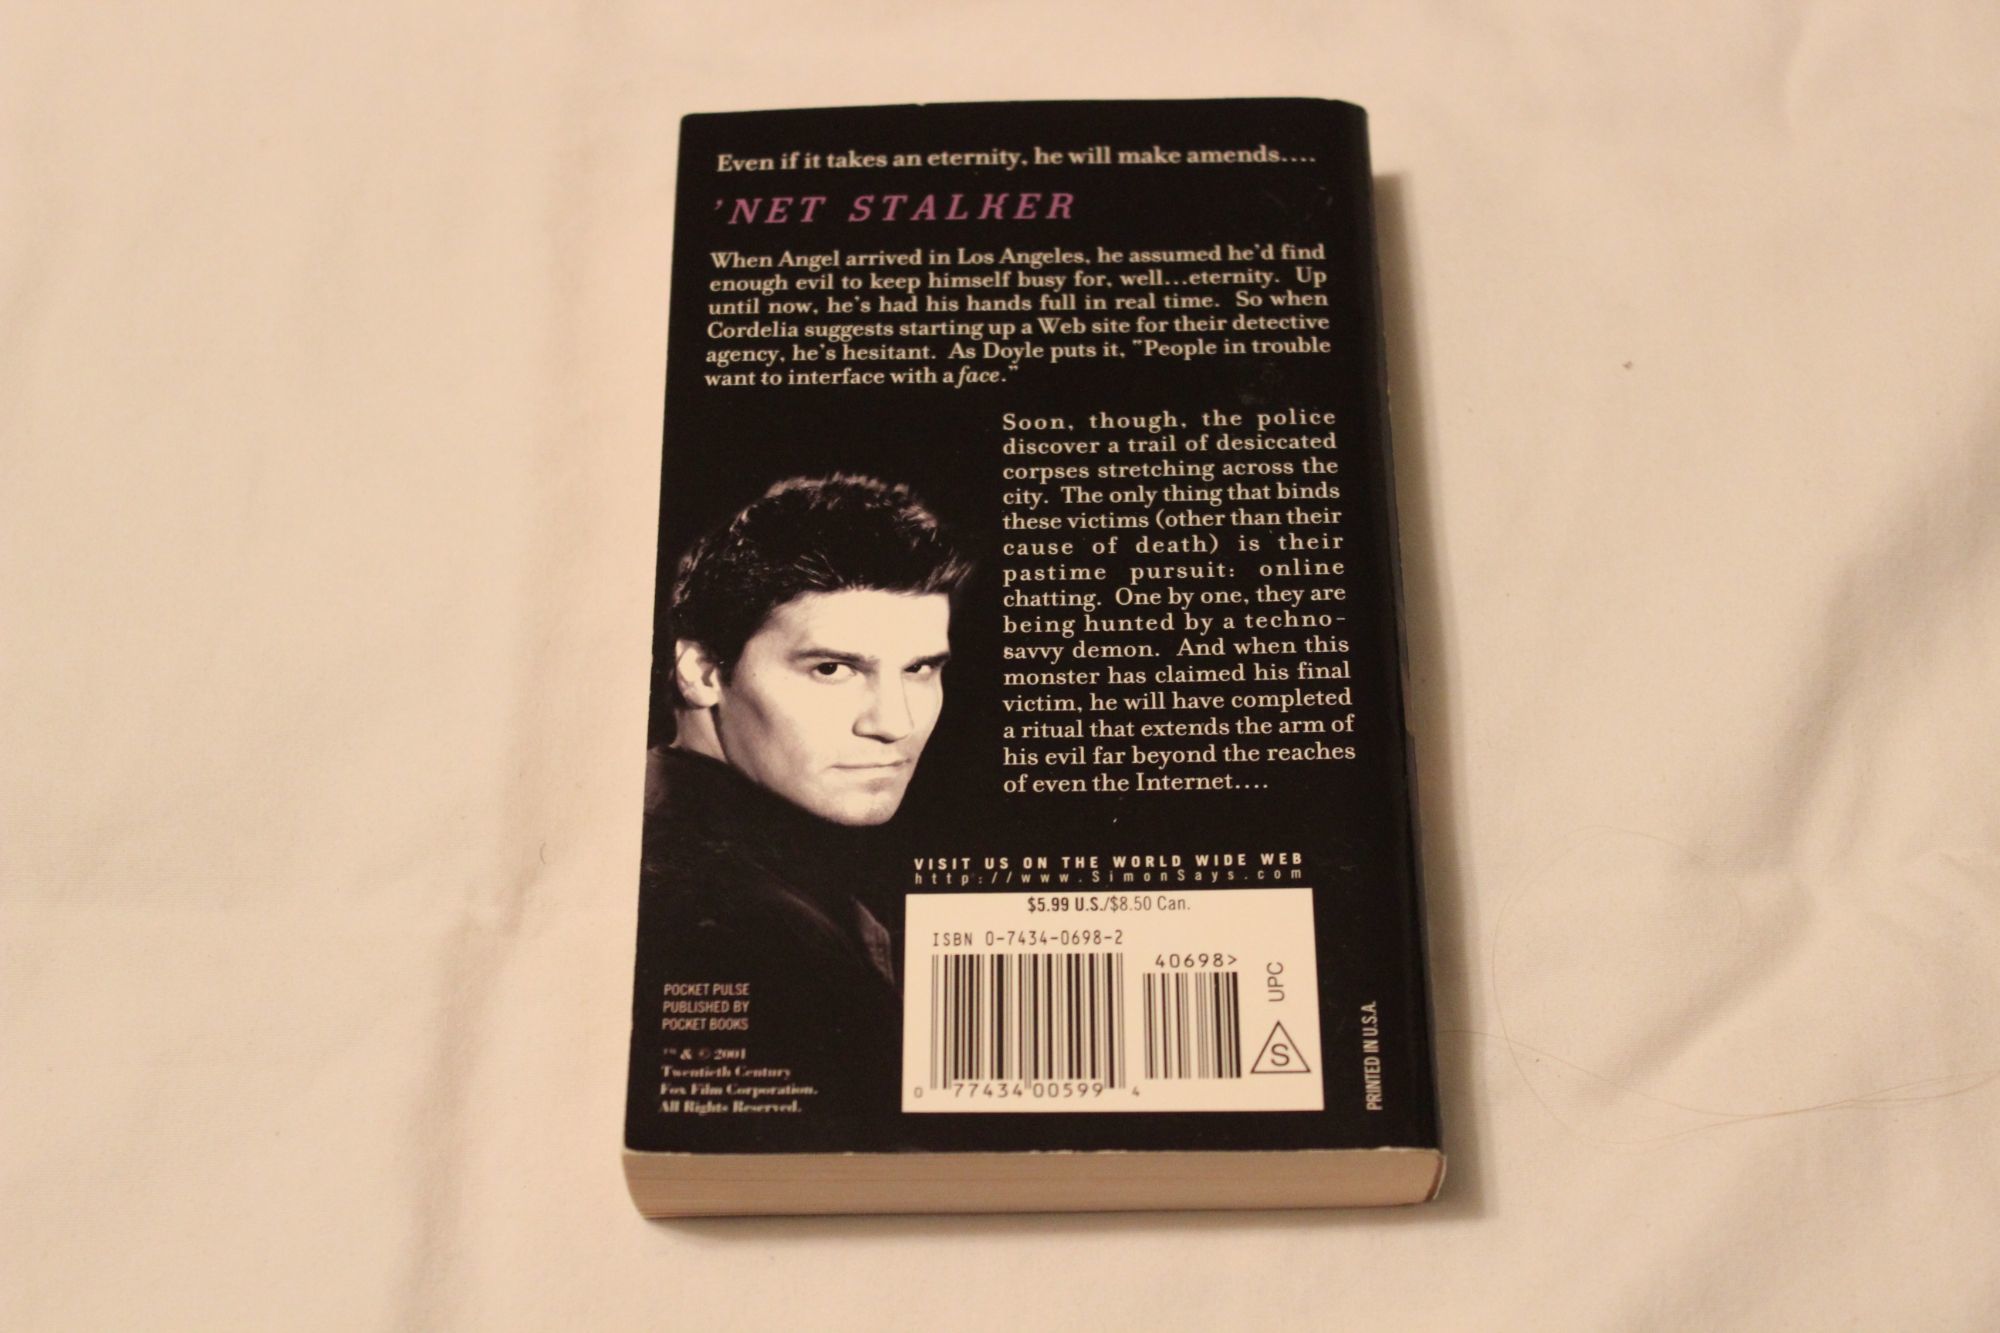 Even if it takes an eternity, he will make amends....
'NET STALKER
When Angel arrived in Los Angeles, he assumed he'd find
enough evil to keep himself busy for, well...eternity. Up
until now, he's had his hands full in real time. So when
Cordelia suggests starting up a Web site for their detective
agency, he's hesitant. As Doyle puts it, "People in trouble
want to interface with a face."
Soon, though, the police
discover a trail of desiccated
corpses stretching across the
city. The only thing that binds
these victims (other than their
cause of death) is their
pastime pursuit: online
chatting. One by one, they are
being hunted by a techno-
savvy demon. And when this
monster has claimed his final
victim, he will have completed
a ritual that extends the arm of
his evil far beyond the reaches
of even the Internet....
VISIT US ON THE WORLD WIDE WEB
http://www.SimonSays.com
$5.99 U.S./$8.50 Can.
ISBN 0-7434-0698-2
40698>
UPC
S
0 77434 00599 4
POCKET PULSE
PUBLISHED BY
POCKET BOOKS
™ & © 2001
Twentieth Century
Fox Film Corporation.
All Rights Reserved.
PRINTED IN U.S.A.